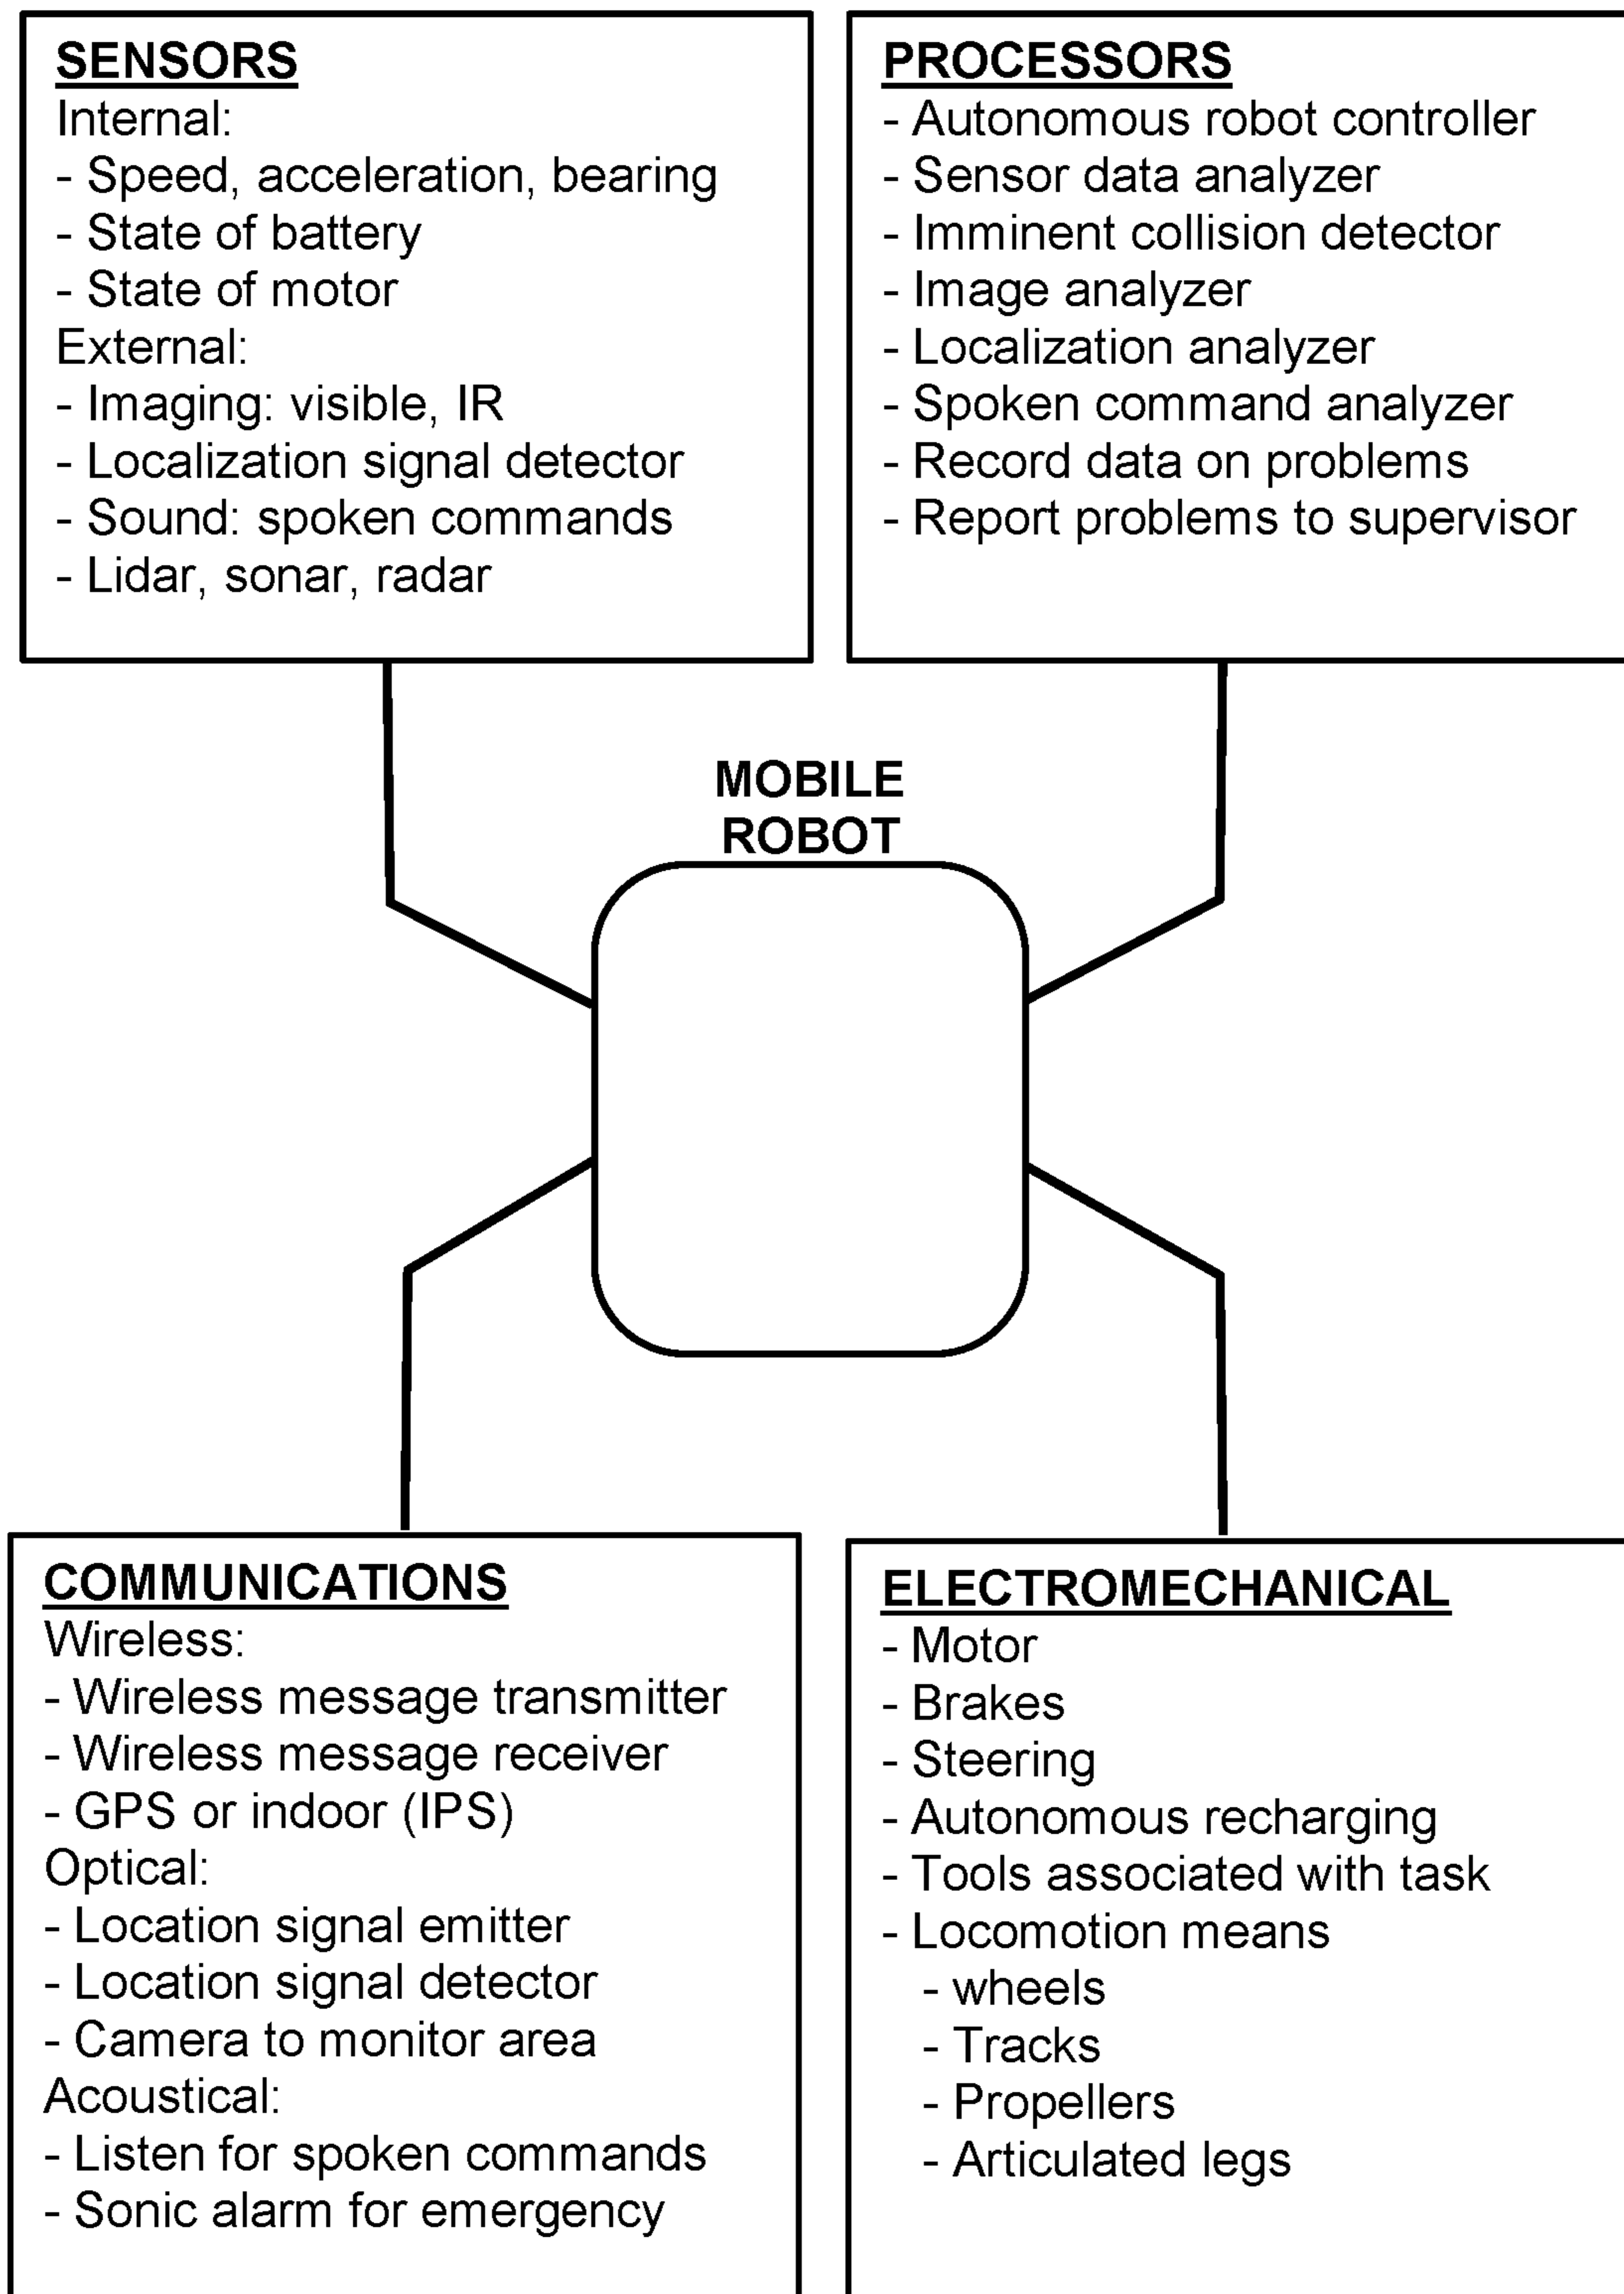 SENSORS
Internal:
- Speed, acceleration, bearing
- State of battery
- State of motor
External:
- Imaging: visible, IR
- Localization signal detector
- Sound: spoken commands
- Lidar, sonar, radar
PROCESSORS
- Autonomous robot controller
- Sensor data analyzer
- Imminent collision detector
- Image analyzer
- Localization analyzer
- Spoken command analyzer
- Record data on problems
- Report problems to supervisor
MOBILE
ROBOT
COMMUNICATIONS
Wireless:
- Wireless message transmitter
- Wireless message receiver
- GPS or indoor (IPS)
Optical:
- Location signal emitter
- Location signal detector
- Camera to monitor area
Acoustical:
- Listen for spoken commands
- Sonic alarm for emergency
ELECTROMECHANICAL
- Motor
- Brakes
- Steering
- Autonomous recharging
- Tools associated with task
- Locomotion means
- wheels
- Tracks
- Propellers
- Articulated legs